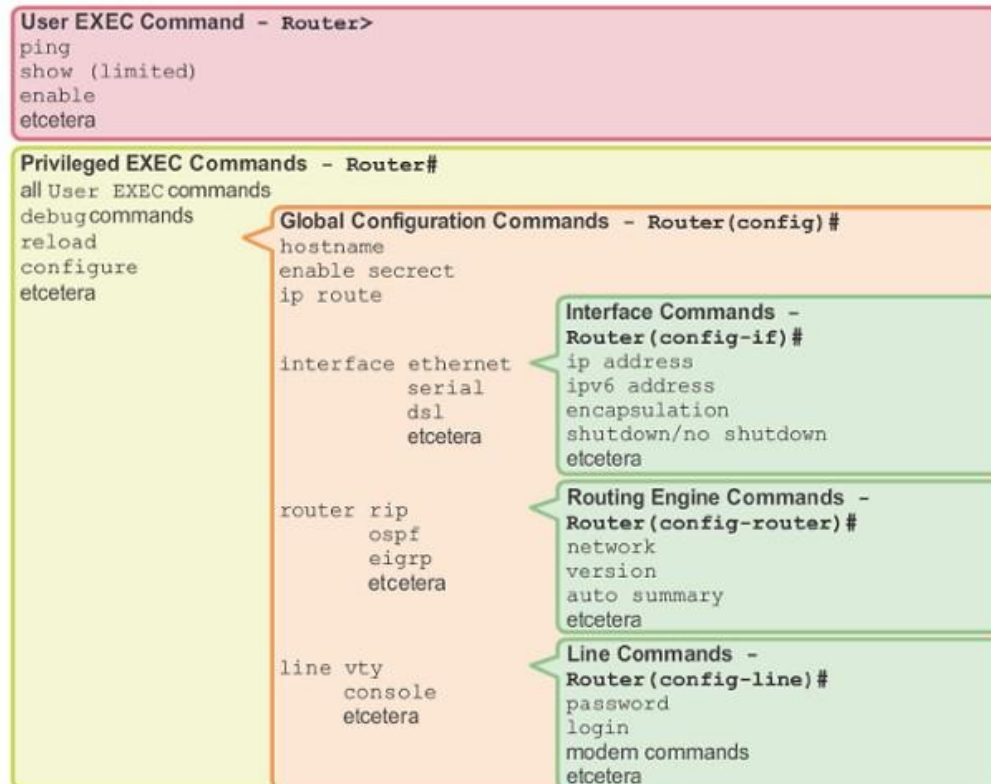 User EXEC Command - Router>
ping
show (limited)
enable
etcetera
Privileged EXEC Commands - Router#
all User EXEC commands
debug commands
reload
configure
etcetera
Global Configuration Commands - Router(config)#
hostname
enable secrect
ip route
interface ethernet
serial
dsl
etcetera
Interface Commands -
Router(config-if)#
ip address
ipv6 address
encapsulation
shutdown/no shutdown
etcetera
router rip
ospf
eigrp
etcetera
Routing Engine Commands -
Router(config-router)#
network
version
auto summary
etcetera
line vty
console
etcetera
Line Commands -
Router(config-line)#
password
login
modem commands
etcetera